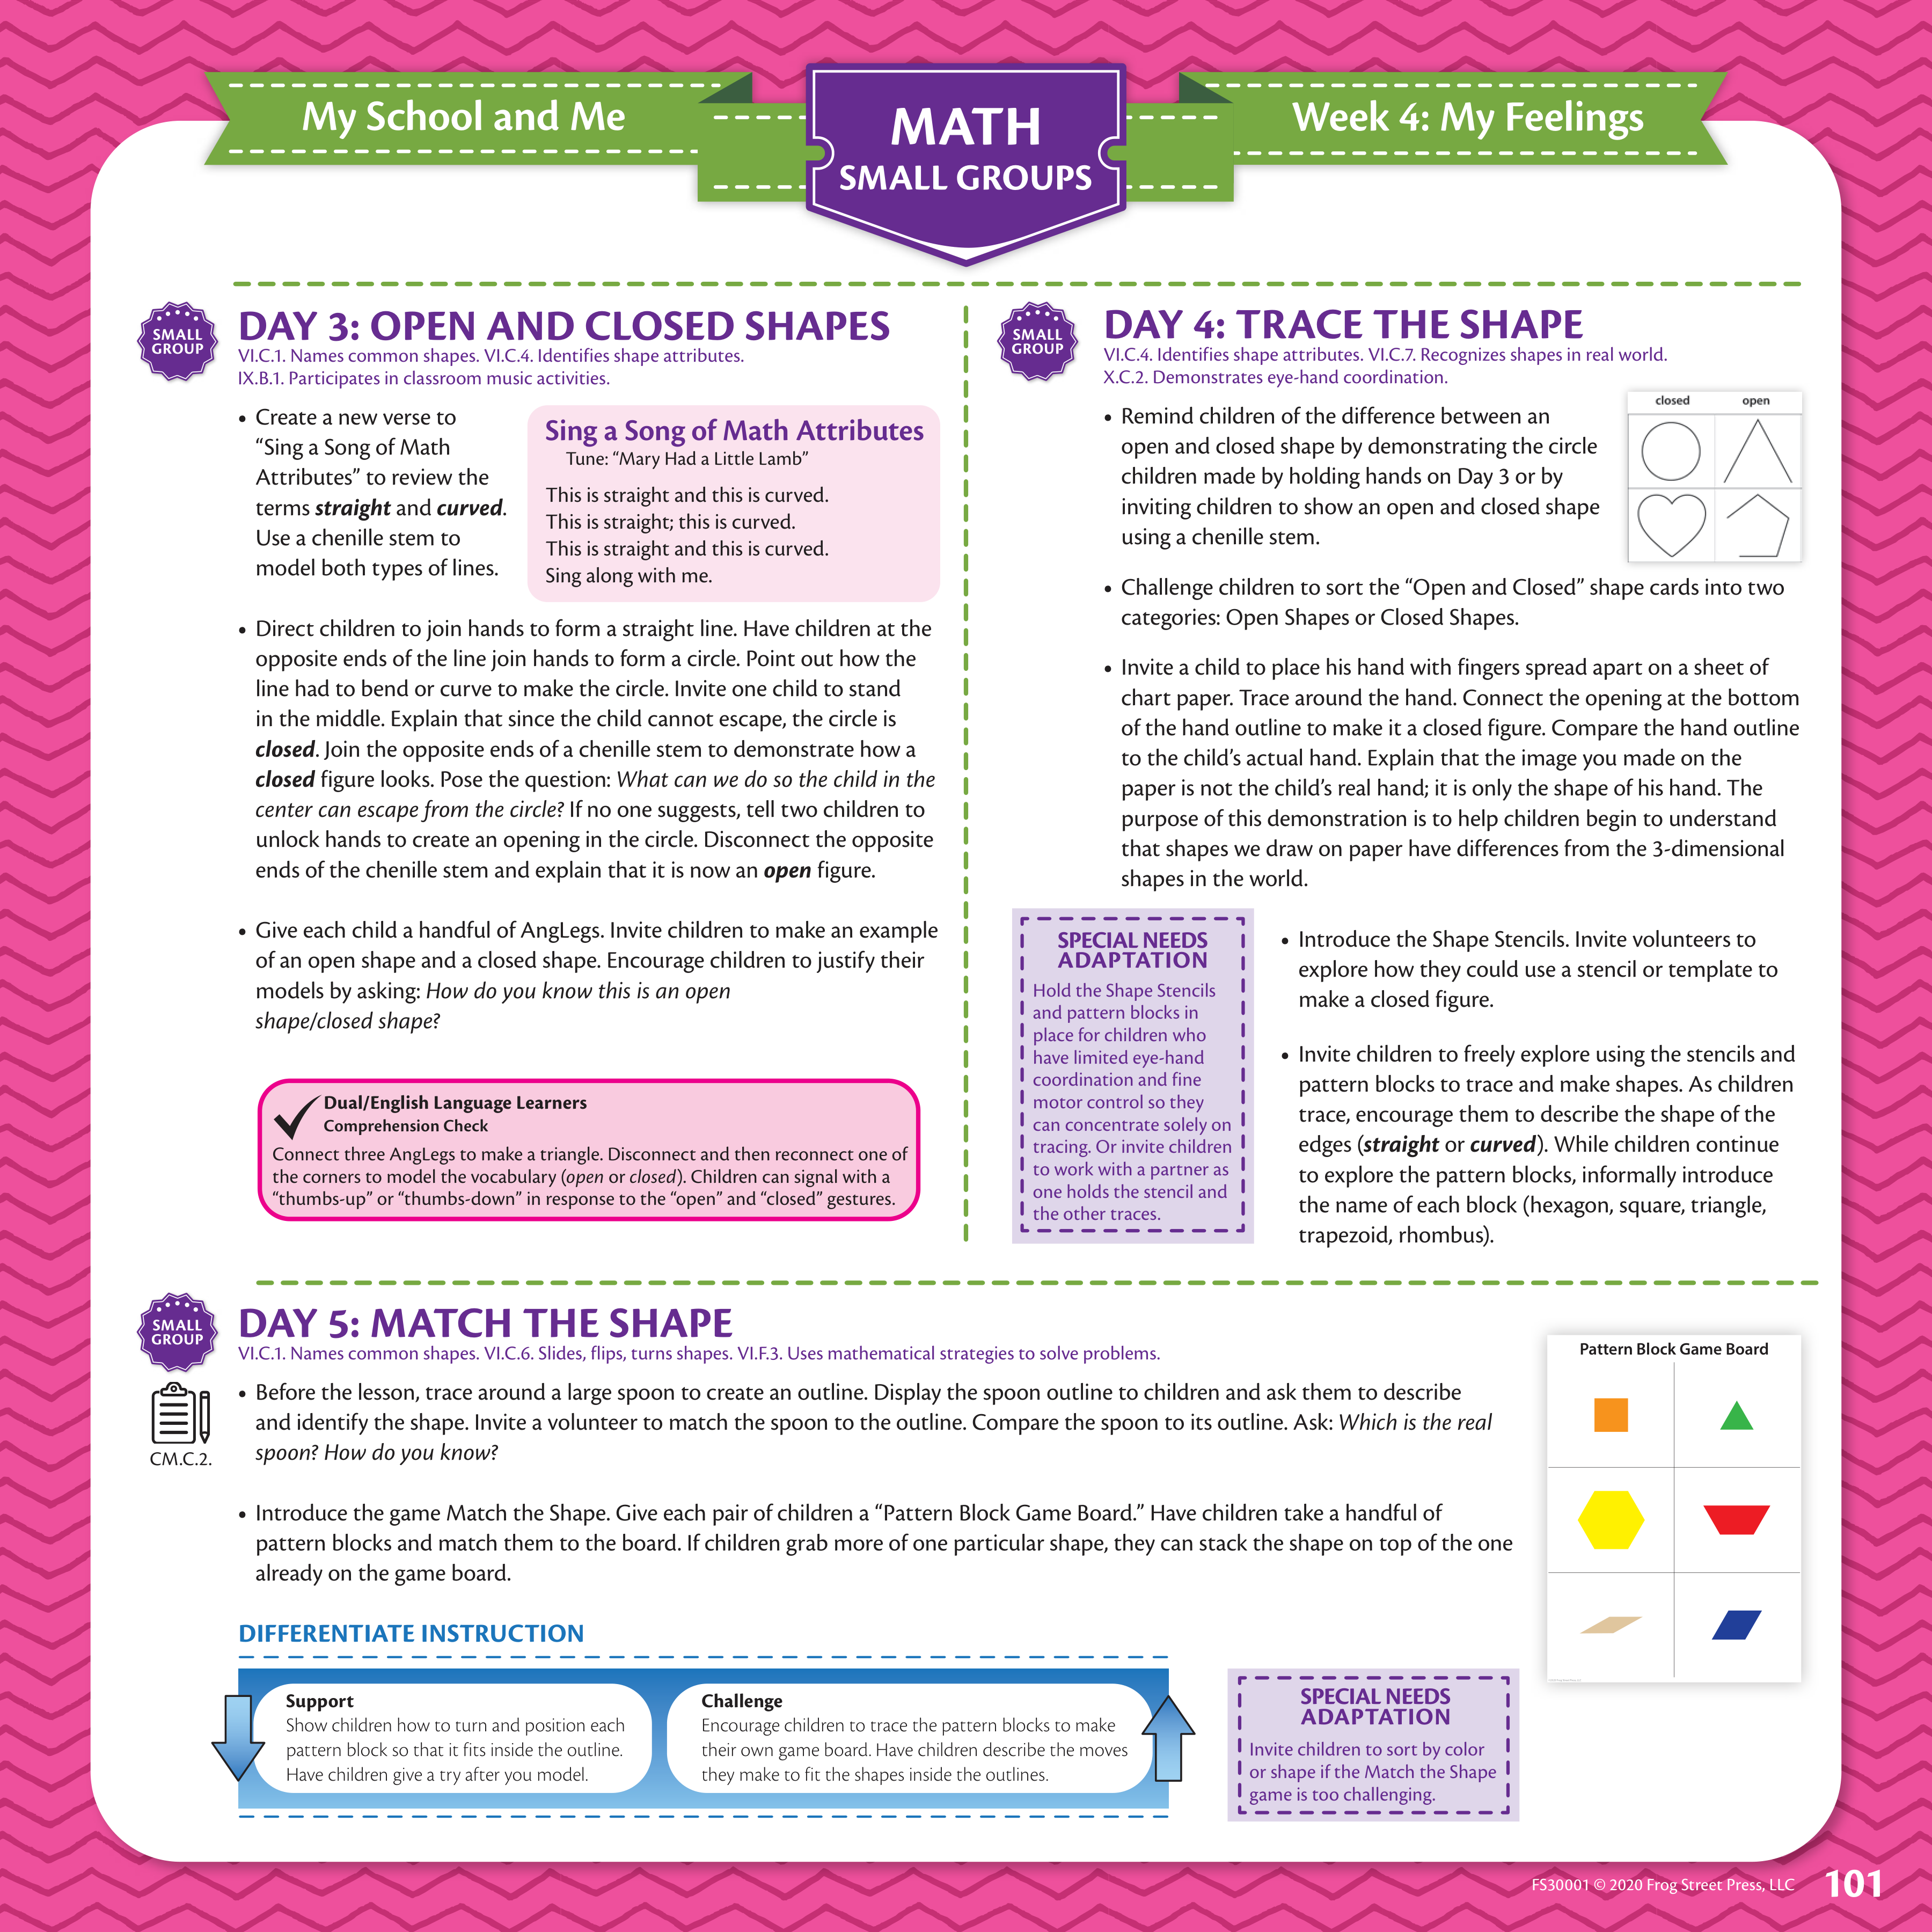 My School and Me
MATH
SMALL GROUPS
Week 4: My Feelings
SMALL
GROUP
DAY 3: OPEN AND CLOSED SHAPES
VI.C.1. Names common shapes. VI.C.4. Identifies shape attributes.
IX.B.1. Participates in classroom music activities.
• Create a new verse to
“Sing a Song of Math
Attributes” to review the
terms straight and curved.
Use a chenille stem to
model both types of lines.
Sing a Song of Math Attributes
Tune: “Mary Had a Little Lamb”
This is straight and this is curved.
This is straight; this is curved.
This is straight and this is curved.
Sing along with me.
• Direct children to join hands to form a straight line. Have children at the
opposite ends of the line join hands to form a circle. Point out how the
line had to bend or curve to make the circle. Invite one child to stand
in the middle. Explain that since the child cannot escape, the circle is
closed. Join the opposite ends of a chenille stem to demonstrate how a
closed figure looks. Pose the question: What can we do so the child in the
center can escape from the circle? If no one suggests, tell two children to
unlock hands to create an opening in the circle. Disconnect the opposite
ends of the chenille stem and explain that it is now an open figure.
• Give each child a handful of AngLegs. Invite children to make an example
of an open shape and a closed shape. Encourage children to justify their
models by asking: How do you know this is an open
shape/closed shape?
Dual/English Language Learners
Comprehension Check
Connect three AngLegs to make a triangle. Disconnect and then reconnect one of
the corners to model the vocabulary (open or closed). Children can signal with a
“thumbs-up” or “thumbs-down” in response to the “open” and “closed” gestures.
SMALL
GROUP
DAY 4: TRACE THE SHAPE
VI.C.4. Identifies shape attributes. VI.C.7. Recognizes shapes in real world.
X.C.2. Demonstrates eye-hand coordination.
• Remind children of the difference between an
open and closed shape by demonstrating the circle
children made by holding hands on Day 3 or by
inviting children to show an open and closed shape
using a chenille stem.
closed open
• Challenge children to sort the “Open and Closed” shape cards into two
categories: Open Shapes or Closed Shapes.
• Invite a child to place his hand with fingers spread apart on a sheet of
chart paper. Trace around the hand. Connect the opening at the bottom
of the hand outline to make it a closed figure. Compare the hand outline
to the child’s actual hand. Explain that the image you made on the
paper is not the child’s real hand; it is only the shape of his hand. The
purpose of this demonstration is to help children begin to understand
that shapes we draw on paper have differences from the 3-dimensional
shapes in the world.
SPECIAL NEEDS
ADAPTATION
Hold the Shape Stencils
and pattern blocks in
place for children who
have limited eye-hand
coordination and fine
motor control so they
can concentrate solely on
tracing. Or invite children
to work with a partner as
one holds the stencil and
the other traces.
• Introduce the Shape Stencils. Invite volunteers to
explore how they could use a stencil or template to
make a closed figure.
• Invite children to freely explore using the stencils and
pattern blocks to trace and make shapes. As children
trace, encourage them to describe the shape of the
edges (straight or curved). While children continue
to explore the pattern blocks, informally introduce
the name of each block (hexagon, square, triangle,
trapezoid, rhombus).
SMALL
GROUP
DAY 5: MATCH THE SHAPE
VI.C.1. Names common shapes. VI.C.6. Slides, flips, turns shapes. VI.F.3. Uses mathematical strategies to solve problems.
CM.C.2.
• Before the lesson, trace around a large spoon to create an outline. Display the spoon outline to children and ask them to describe
and identify the shape. Invite a volunteer to match the spoon to the outline. Compare the spoon to its outline. Ask: Which is the real
spoon? How do you know?
• Introduce the game Match the Shape. Give each pair of children a “Pattern Block Game Board.” Have children take a handful of
pattern blocks and match them to the board. If children grab more of one particular shape, they can stack the shape on top of the one
already on the game board.
Pattern Block Game Board
DIFFERENTIATE INSTRUCTION
Support
Show children how to turn and position each
pattern block so that it fits inside the outline.
Have children give a try after you model.
Challenge
Encourage children to trace the pattern blocks to make
their own game board. Have children describe the moves
they make to fit the shapes inside the outlines.
SPECIAL NEEDS
ADAPTATION
Invite children to sort by color
or shape if the Match the Shape
game is too challenging.
FS30001 © 2020 Frog Street Press, LLC 101